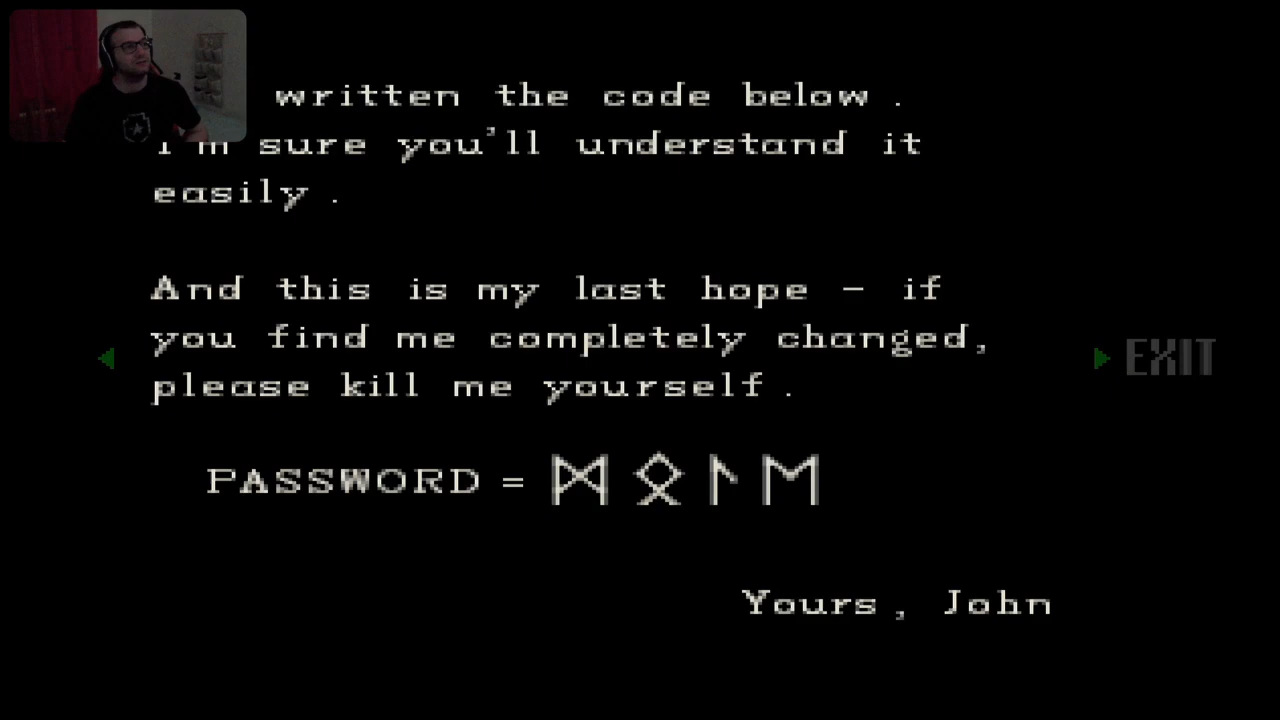 written the code below .
I'm sure you'll understand it
easily .
And this is my last hope - if
you find me completely changed,
please kill me yourself .
EXIT
PASSWORD = ᛗᛟᛚᛖ
Yours, John